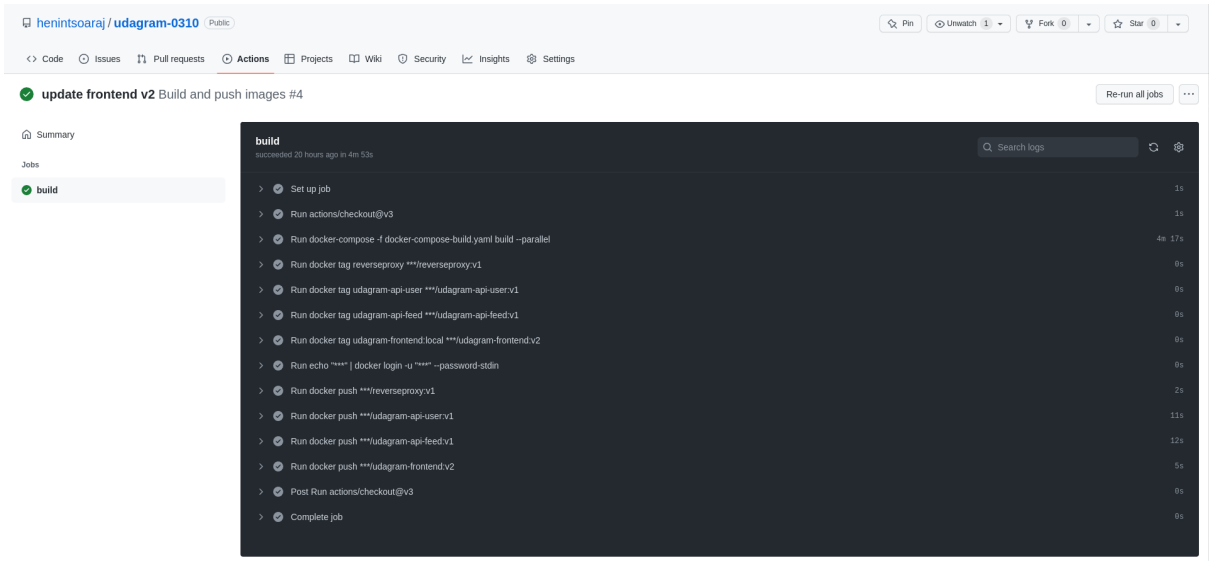 henintsoaraj / udagram-0310 Public
Pin Unwatch 1 Fork 0 Star 0
Code Issues Pull requests Actions Projects Wiki Security Insights Settings
update frontend v2 Build and push images #4
Re-run all jobs
Summary
Jobs
build
build
succeeded 20 hours ago in 4m 53s
Search logs
Set up job 1s
Run actions/checkout@v3 1s
Run docker-compose -f docker-compose-build.yaml build --parallel 4m 17s
Run docker tag reverseproxy ***/reverseproxy:v1 0s
Run docker tag udagram-api-user ***/udagram-api-user:v1 0s
Run docker tag udagram-api-feed ***/udagram-api-feed:v1 0s
Run docker tag udagram-frontend:local ***/udagram-frontend:v2 0s
Run echo "***" | docker login -u "***" --password-stdin 0s
Run docker push ***/reverseproxy:v1 2s
Run docker push ***/udagram-api-user:v1 11s
Run docker push ***/udagram-api-feed:v1 12s
Run docker push ***/udagram-frontend:v2 5s
Post Run actions/checkout@v3 0s
Complete job 0s